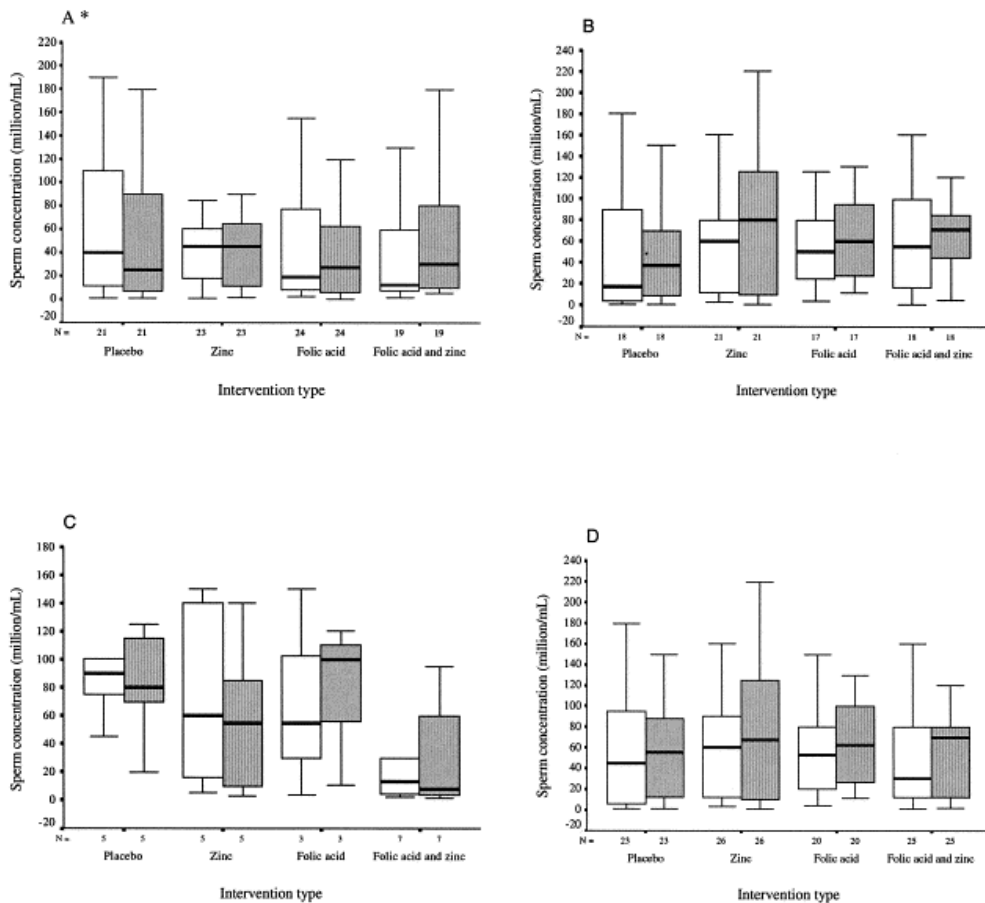 A *
Sperm concentration (million/mL)
220
200
180
160
140
120
100
80
60
40
20
0
-20
N = 21 21 23 23 24 24 19 19
Placebo Zinc Folic acid Folic acid and zinc
Intervention type
B
Sperm concentration (million/mL)
240
220
200
180
160
140
120
100
80
60
40
20
0
-20
N = 18 18 21 21 17 17 18 18
Placebo Zinc Folic acid Folic acid and zinc
Intervention type
C
Sperm concentration (million/mL)
180
160
140
120
100
80
60
40
20
0
-20
N = 5 5 5 5 3 3 7 7
Placebo Zinc Folic acid Folic acid and zinc
Intervention type
D
Sperm concentration (million/mL)
240
220
200
180
160
140
120
100
80
60
40
20
0
-20
N = 26 26 20 20 25 25
Placebo Zinc Folic acid Folic acid and zinc
Intervention type